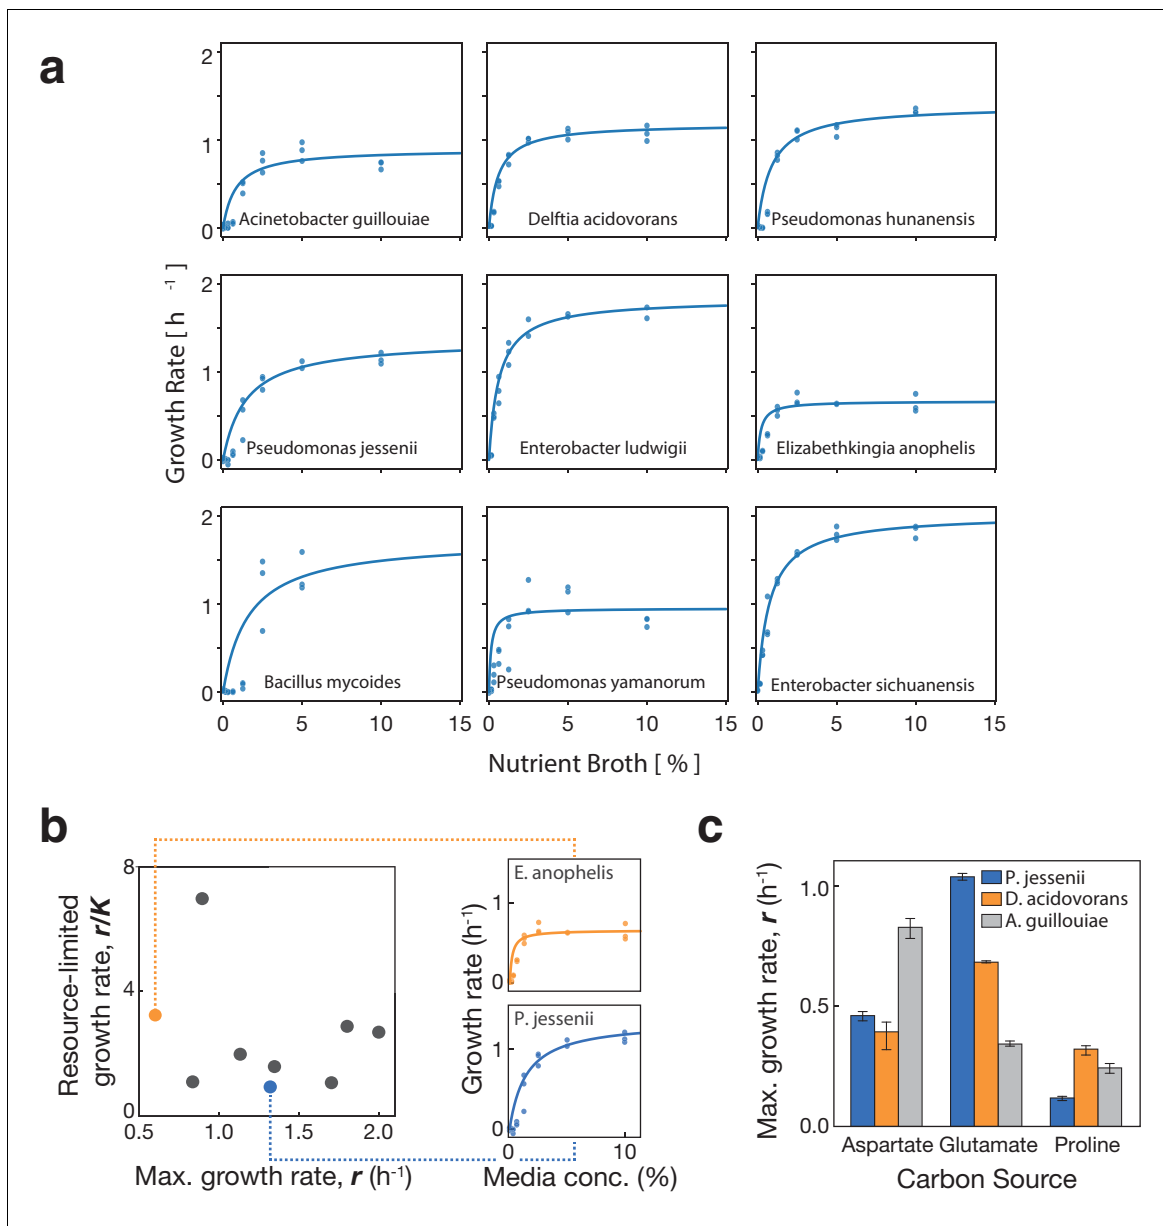 a
2
1
0
Acinetobacter guillouiae
Delftia acidovorans
Pseudomonas hunanensis
Growth Rate [ h -1 ]
2
1
0
Pseudomonas jessenii
Enterobacter ludwigii
Elizabethkingia anophelis
2
1
0
Bacillus mycoides
Pseudomonas yamanorum
Enterobacter sichuanensis
0 5 10 15 0 5 10 15 0 5 10 15
Nutrient Broth [ % ]
b
Resource-limited
growth rate, r/K
8
4
0
0.5 1.0 1.5 2.0
Max. growth rate, r (h-1)
Growth rate (h-1)
E. anophelis
1
0
P. jessenii
1
0
0 10
Media conc. (%)
c
Max. growth rate, r (h-1)
1.0
0.5
0.0
P. jessenii
D. acidovorans
A. guillouiae
Aspartate Glutamate Proline
Carbon Source